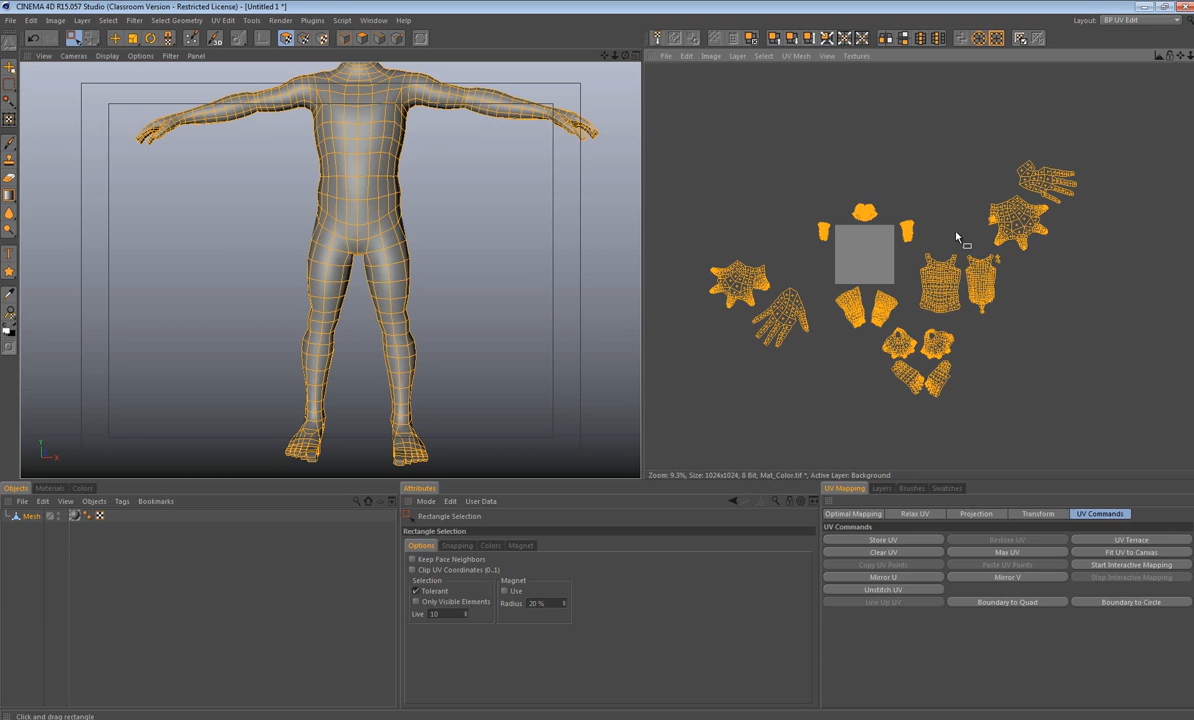 CINEMA 4D R15.057 Studio (Classroom Version - Restricted License) - [Untitled 1 *]
File Edit Layer Select Filter Select Geometry UV Edit Tools Render Plugins Script Window Help
Layout: BP UV Edit
View Cameras Display Options Filter Panel
File Edit Image Layer Select UV Mesh View Textures
Y
X
Zoom: 9.3%, Size: 1024x1024, 8 Bit, Mat_Color.tif *, Active Layer: Background
Objects Materials Colors
Attributes
UV Mapping Layers Brushes Swatches
File Edit View Objects Tags Bookmarks
Mode Edit User Data
Mesh
Rectangle Selection
Optimal Mapping Relax UV Projection Transform UV Commands
UV Commands
Rectangle Selection
Store UV Restore UV UV Terrace
Options Snapping Colors Magnet
Clear UV Max UV Fit UV to Canvas
Keep Face Neighbors
Copy UV Points Paste UV Points Start Interactive Mapping
Clip UV Coordinates (0..1)
Mirror U Mirror V Stop Interactive Mapping
Selection Magnet
Tolerant Use
Unstitch UV
Only Visible Elements Radius 20 %
Line Up UV Boundary to Quad Boundary to Circle
Live 10
Click and drag rectangle